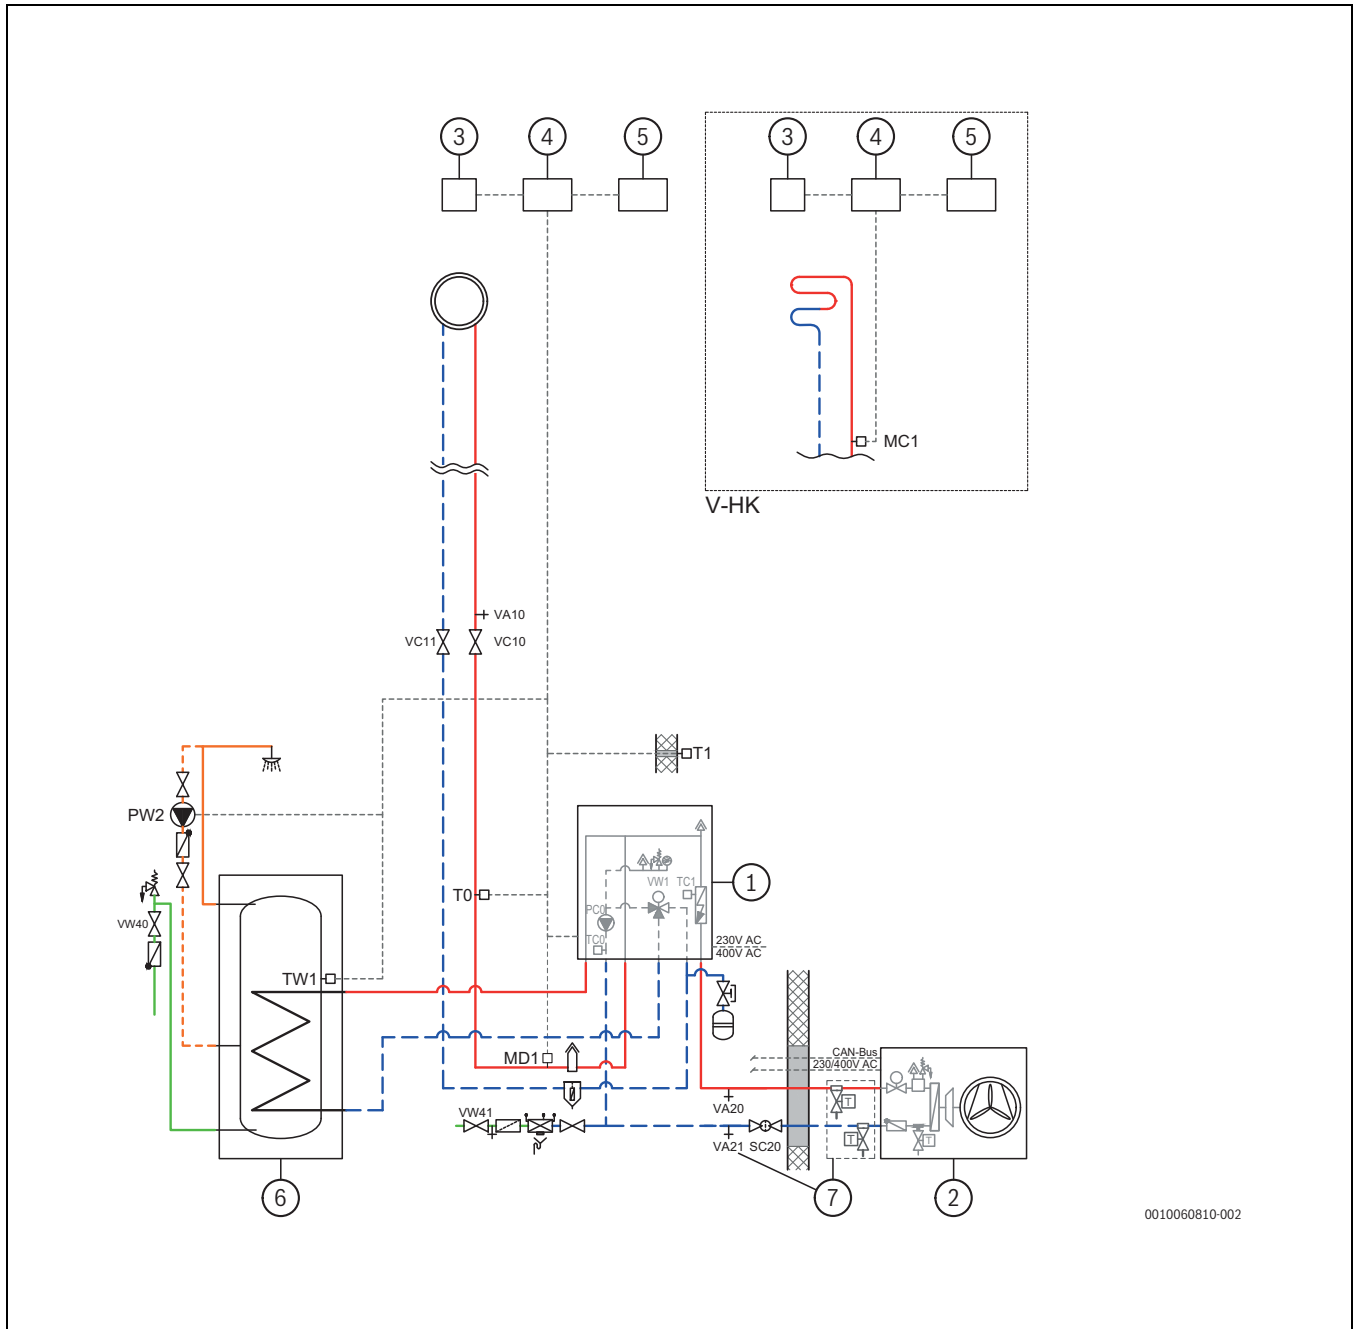 3 4 5
3 4 5
MC1
V-HK
VA10
VC11 VC10
T1
PW2
VW1 TC1
1
T0
PC0
VW40
TC0
230V AC
400V AC
TW1
MD1
CAN-Bus
230/400V AC
VW41
VA20
T
T
T
VA21 SC20
6
7
2
0010060810-002